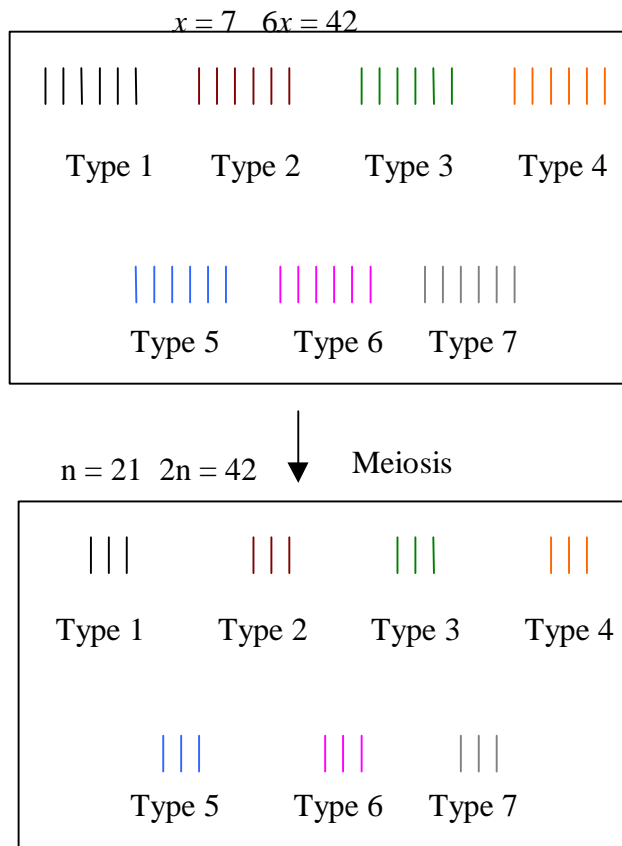 x = 7 6x = 42
Type 1 Type 2 Type 3 Type 4
Type 5 Type 6 Type 7
n = 21 2n = 42 Meiosis
Type 1 Type 2 Type 3 Type 4
Type 5 Type 6 Type 7